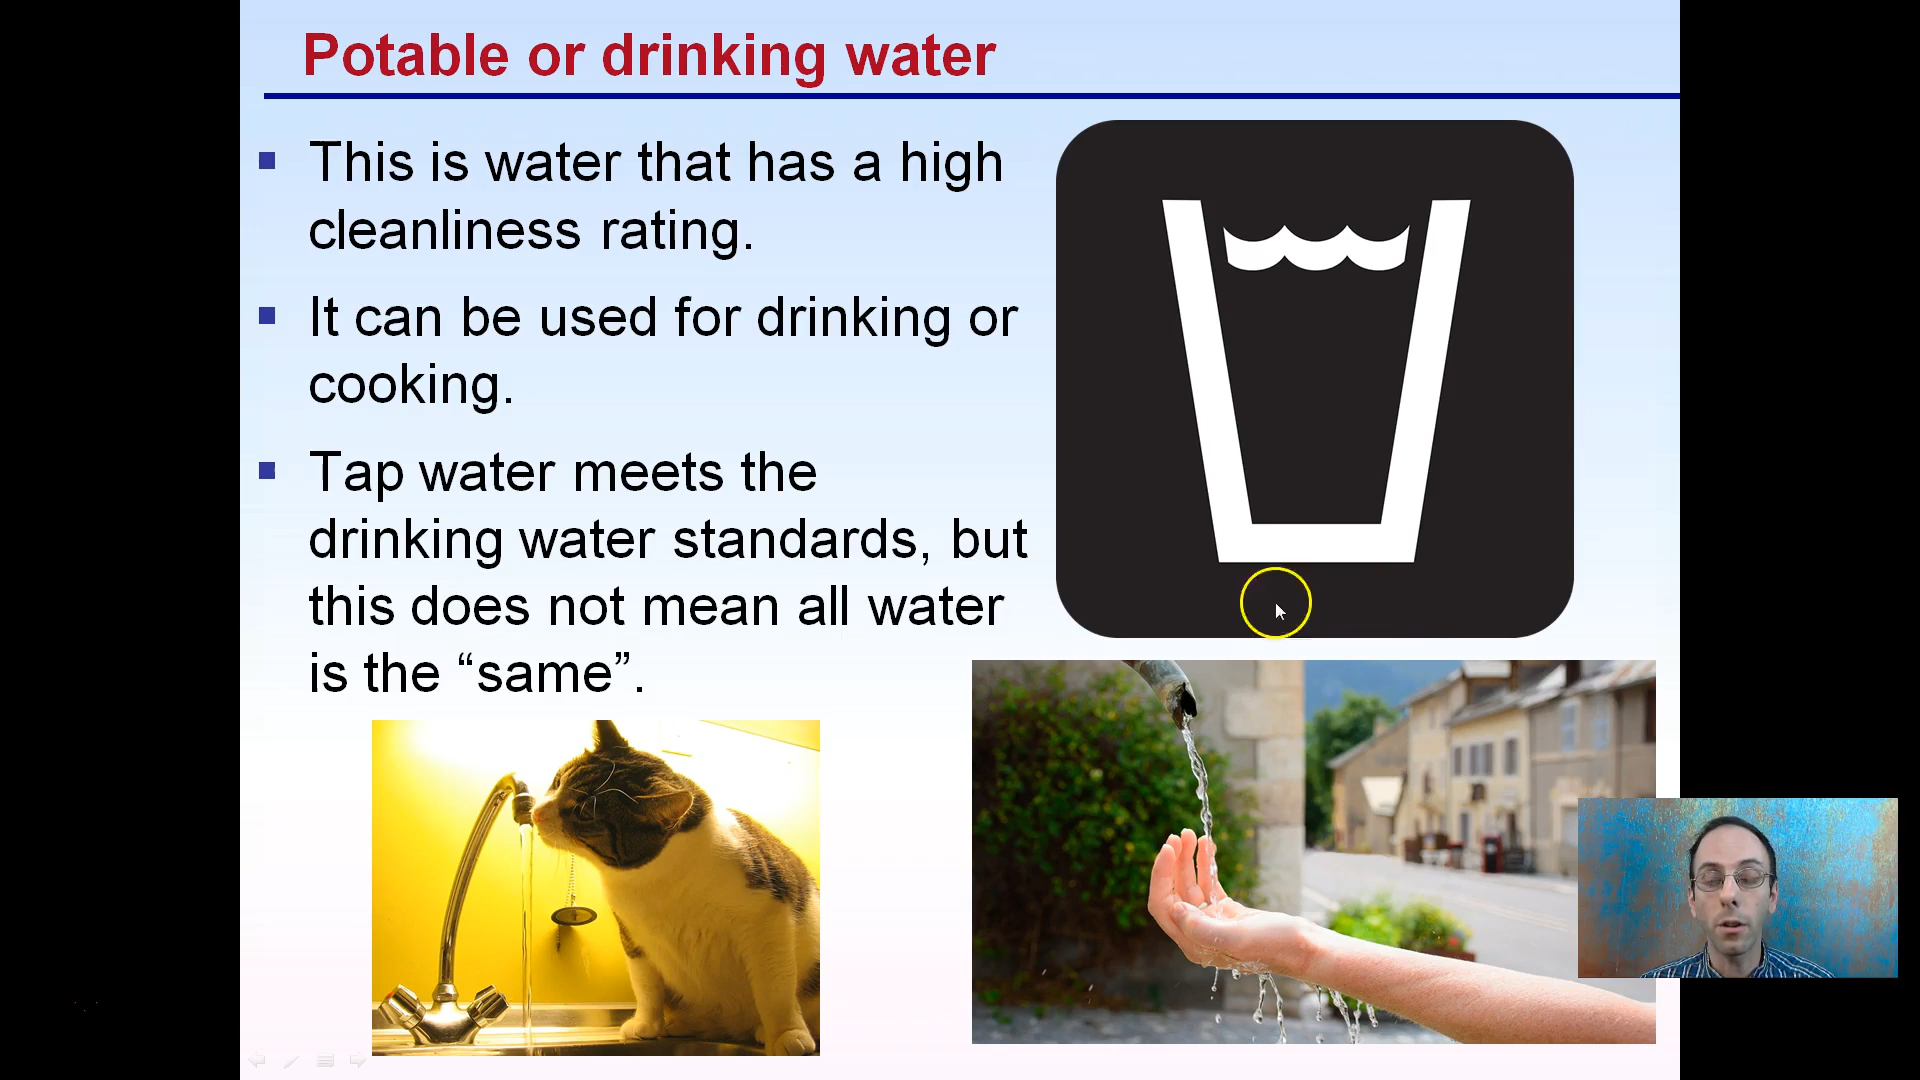 Potable or drinking water
This is water that has a high
cleanliness rating.
It can be used for drinking or
cooking.
Tap water meets the
drinking water standards, but
this does not mean all water
is the “same”.